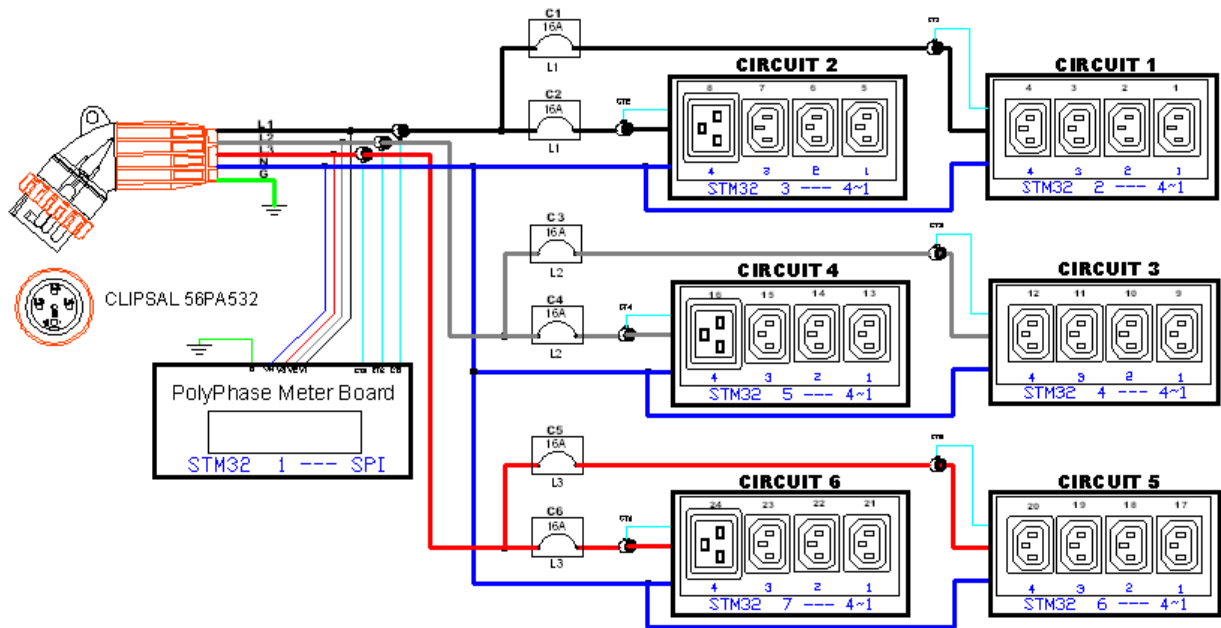 C1
16A
L1
CIRCUIT 2
CIRCUIT 1
C2
16A
L1
8 7 6 5
4 3 2 1
L1
L2
L3
N
G
4 3 2 1
STM32 3 --- 4~1
4 3 2 1
STM32 2 --- 4~1
C3
16A
L2
CIRCUIT 4
CIRCUIT 3
CLIPSAL 56PA532
C4
16A
L2
CT4
16 15 14 13
12 11 10 9
4 3 2 1
STM32 5 --- 4~1
4 3 2 1
STM32 4 --- 4~1
PolyPhase Meter Board
STM32 1 --- SPI
C5
16A
L3
CIRCUIT 6
CIRCUIT 5
C6
16A
L3
24 23 22 21
20 19 18 17
4 3 2 1
STM32 7 --- 4~1
4 3 2 1
STM32 6 --- 4~1